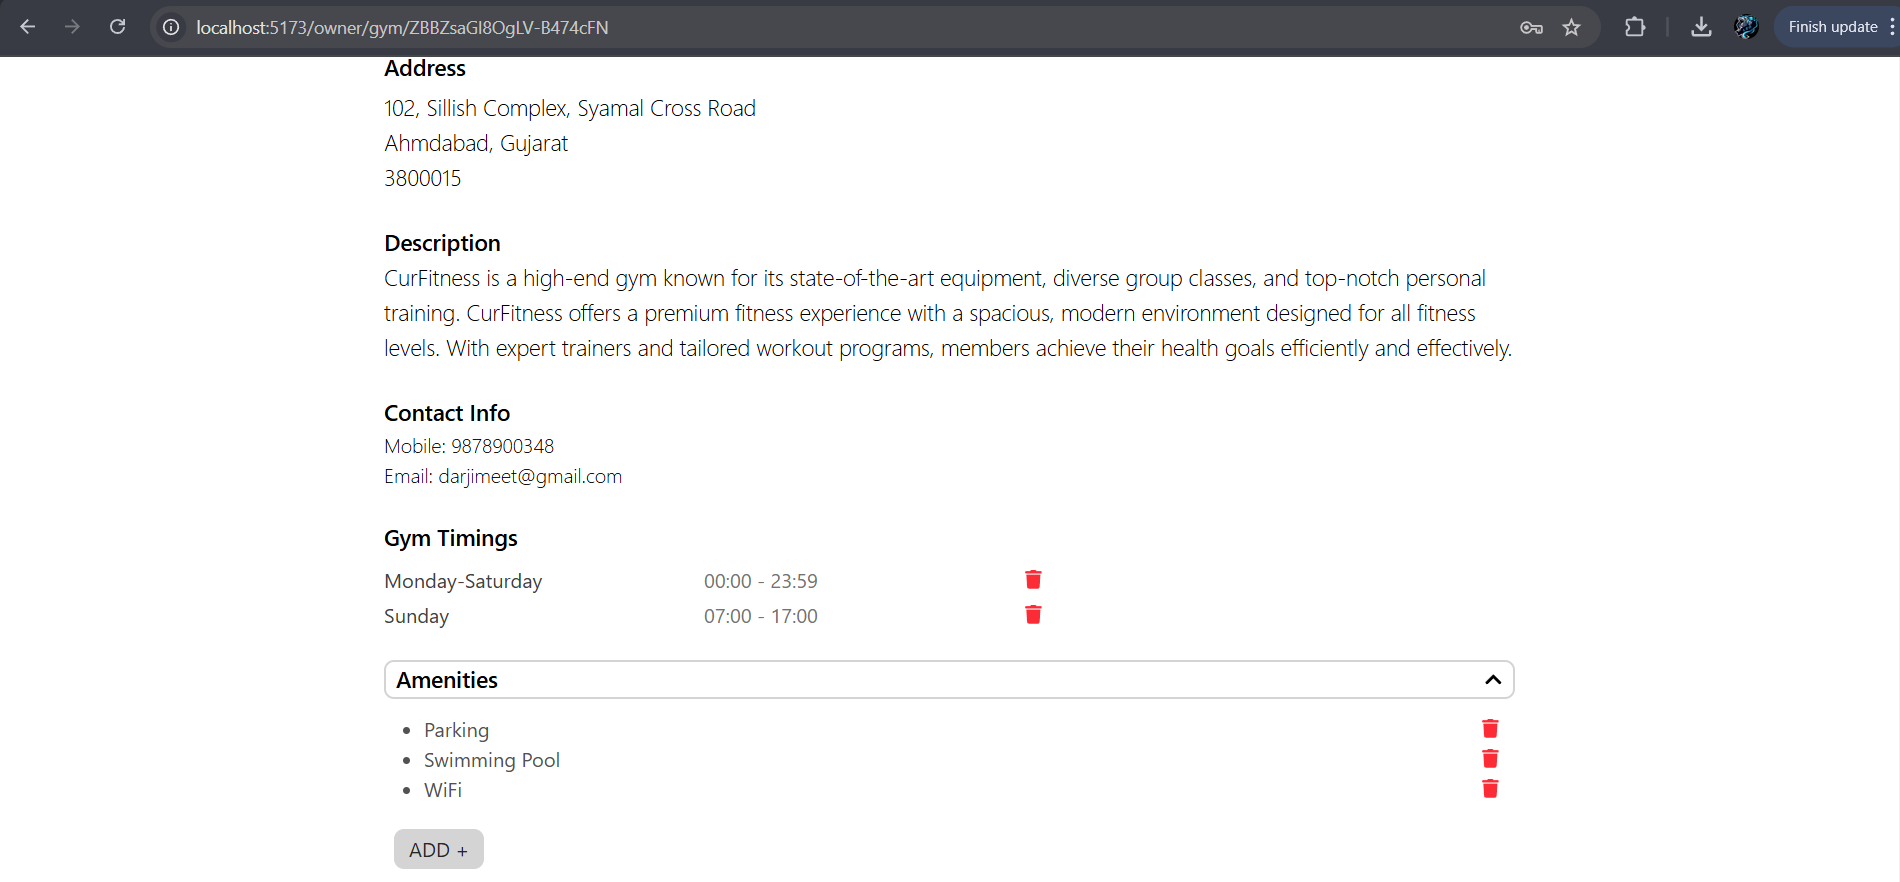 localhost:5173/owner/gym/ZBBZsaGI8OgLV-B474cFN
Finish update
Address
102, Sillish Complex, Syamal Cross Road
Ahmdabad, Gujarat
3800015
Description
CurFitness is a high-end gym known for its state-of-the-art equipment, diverse group classes, and top-notch personal
training. CurFitness offers a premium fitness experience with a spacious, modern environment designed for all fitness
levels. With expert trainers and tailored workout programs, members achieve their health goals efficiently and effectively.
Contact Info
Mobile: 9878900348
Email: darjimeet@gmail.com
Gym Timings
Monday-Saturday 00:00 - 23:59
Sunday 07:00 - 17:00
Amenities
• Parking
• Swimming Pool
• WiFi
ADD +